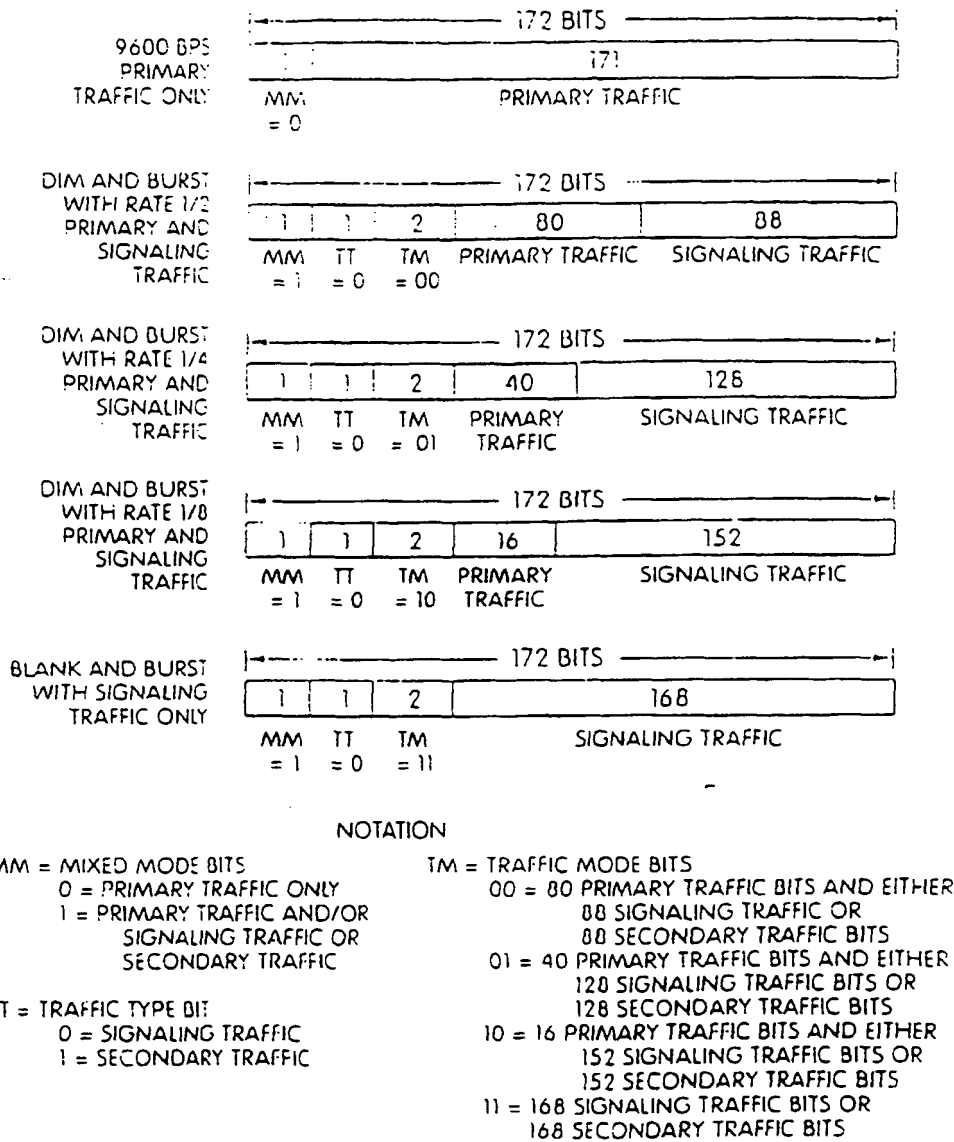 172 BITS
9600 BPS
PRIMARY
TRAFFIC ONLY
171
MM
= 0
PRIMARY TRAFFIC
DIM AND BURST
WITH RATE 1/2
PRIMARY AND
SIGNALING
TRAFFIC
172 BITS
1 1 2 80 88
MM TT TM PRIMARY TRAFFIC SIGNALING TRAFFIC
= 1 = 0 = 00
DIM AND BURST
WITH RATE 1/4
PRIMARY AND
SIGNALING
TRAFFIC
172 BITS
1 1 2 40 128
MM TT TM PRIMARY TRAFFIC SIGNALING TRAFFIC
= 1 = 0 = 01
DIM AND BURST
WITH RATE 1/8
PRIMARY AND
SIGNALING
TRAFFIC
172 BITS
1 1 2 16 152
MM TT TM PRIMARY TRAFFIC SIGNALING TRAFFIC
= 1 = 0 = 10
BLANK AND BURST
WITH SIGNALING
TRAFFIC ONLY
172 BITS
1 1 2 168
MM TT TM SIGNALING TRAFFIC
= 1 = 0 = 11
NOTATION
MM = MIXED MODE BITS
0 = PRIMARY TRAFFIC ONLY
1 = PRIMARY TRAFFIC AND/OR
SIGNALING TRAFFIC OR
SECONDARY TRAFFIC
T = TRAFFIC TYPE BIT
0 = SIGNALING TRAFFIC
1 = SECONDARY TRAFFIC
TM = TRAFFIC MODE BITS
00 = 80 PRIMARY TRAFFIC BITS AND EITHER
88 SIGNALING TRAFFIC OR
88 SECONDARY TRAFFIC BITS
01 = 40 PRIMARY TRAFFIC BITS AND EITHER
128 SIGNALING TRAFFIC BITS OR
128 SECONDARY TRAFFIC BITS
10 = 16 PRIMARY TRAFFIC BITS AND EITHER
152 SIGNALING TRAFFIC BITS OR
152 SECONDARY TRAFFIC BITS
11 = 168 SIGNALING TRAFFIC BITS OR
168 SECONDARY TRAFFIC BITS